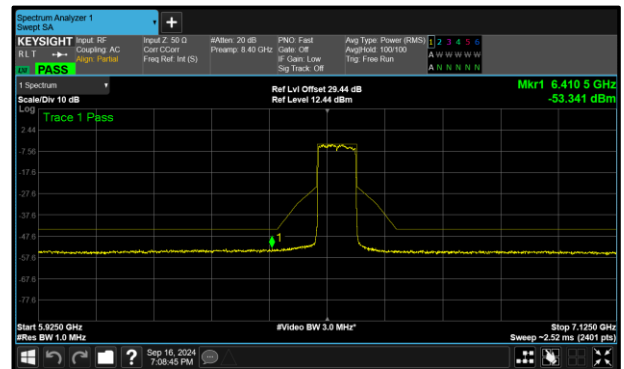 Spectrum Analyzer 1
Swept SA
+
KEYSIGHT
RLT
LXI
PASS
Input: RF
Coupling: AC
Align: Partial
Input Z: 50 Ω
Corr CCorr
Freq Ref: Int (S)
#Atten: 20 dB
Preamp: 8.40 GHz
PNO: Fast
Gate: Off
IF Gain: Low
Sig Track: Off
Avg Type: Power (RMS)
Avg|Hold: 100/100
Trig: Free Run
1 2 3 4 5 6
A W W W W W
A N N N N N
1 Spectrum
Scale/Div 10 dB
Ref Lvl Offset 29.44 dB
Ref Level 12.44 dBm
Mkr1 6.410 5 GHz
-53.341 dBm
Log
Trace 1 Pass
2.44
-7.56
-17.6
-27.6
-37.6
-47.6
-57.6
-67.6
-77.6
1
Start 5.9250 GHz
#Res BW 1.0 MHz
#Video BW 3.0 MHz*
Stop 7.1250 GHz
Sweep ~2.52 ms (2401 pts)
?
Sep 16, 2024
7:08:45 PM